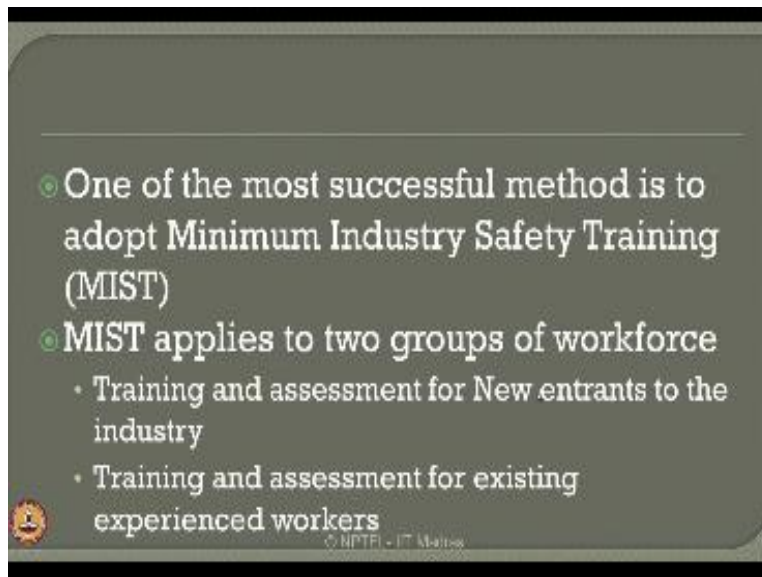 One of the most successful method is to
adopt Minimum Industry Safety Training
(MIST)
MIST applies to two groups of workforce
Training and assessment for New entrants to the
industry
Training and assessment for existing
experienced workers
© NPTEL - IIT Madras